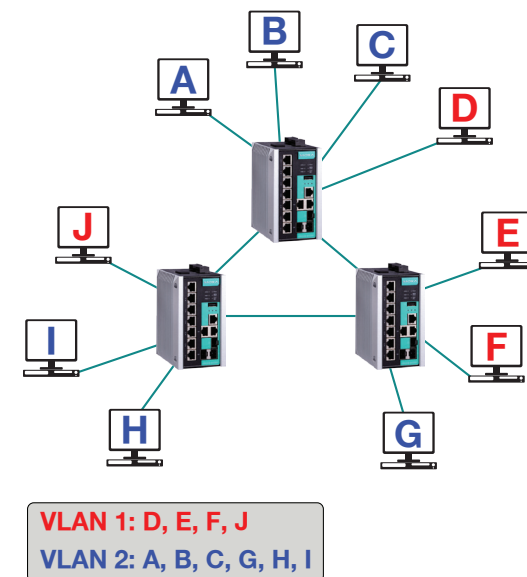 B
C
A
D
J
E
I
F
H
G
VLAN 1: D, E, F, J
VLAN 2: A, B, C, G, H, I